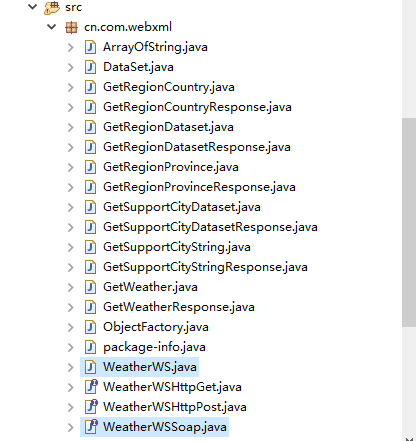 src
cn.com.webxml
ArrayOfString.java
DataSet.java
GetRegionCountry.java
GetRegionCountryResponse.java
GetRegionDataset.java
GetRegionDatasetResponse.java
GetRegionProvince.java
GetRegionProvinceResponse.java
GetSupportCityDataset.java
GetSupportCityDatasetResponse.java
GetSupportCityString.java
GetSupportCityStringResponse.java
GetWeather.java
GetWeatherResponse.java
ObjectFactory.java
package-info.java
WeatherWS.java
WeatherWSHttpGet.java
WeatherWSHttpPost.java
WeatherWSSoap.java